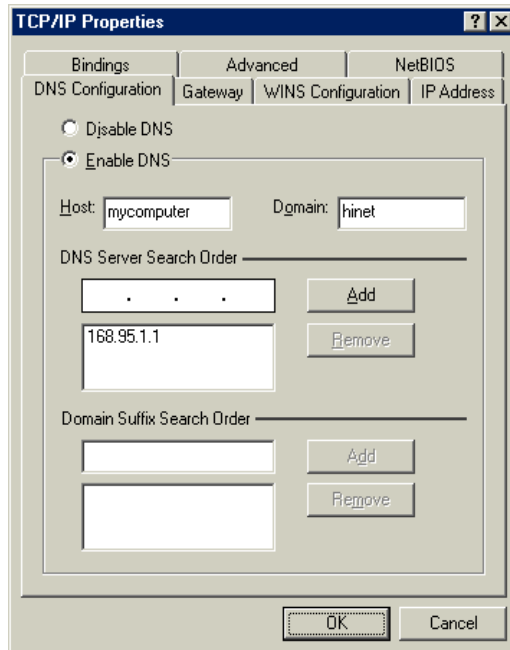 TCP/IP Properties
Bindings Advanced NetBIOS
DNS Configuration Gateway WINS Configuration IP Address
Disable DNS
Enable DNS
Host: mycomputer Domain: hinet
DNS Server Search Order
. . . Add
168.95.1.1 Remove
Domain Suffix Search Order
Add
Remove
OK Cancel